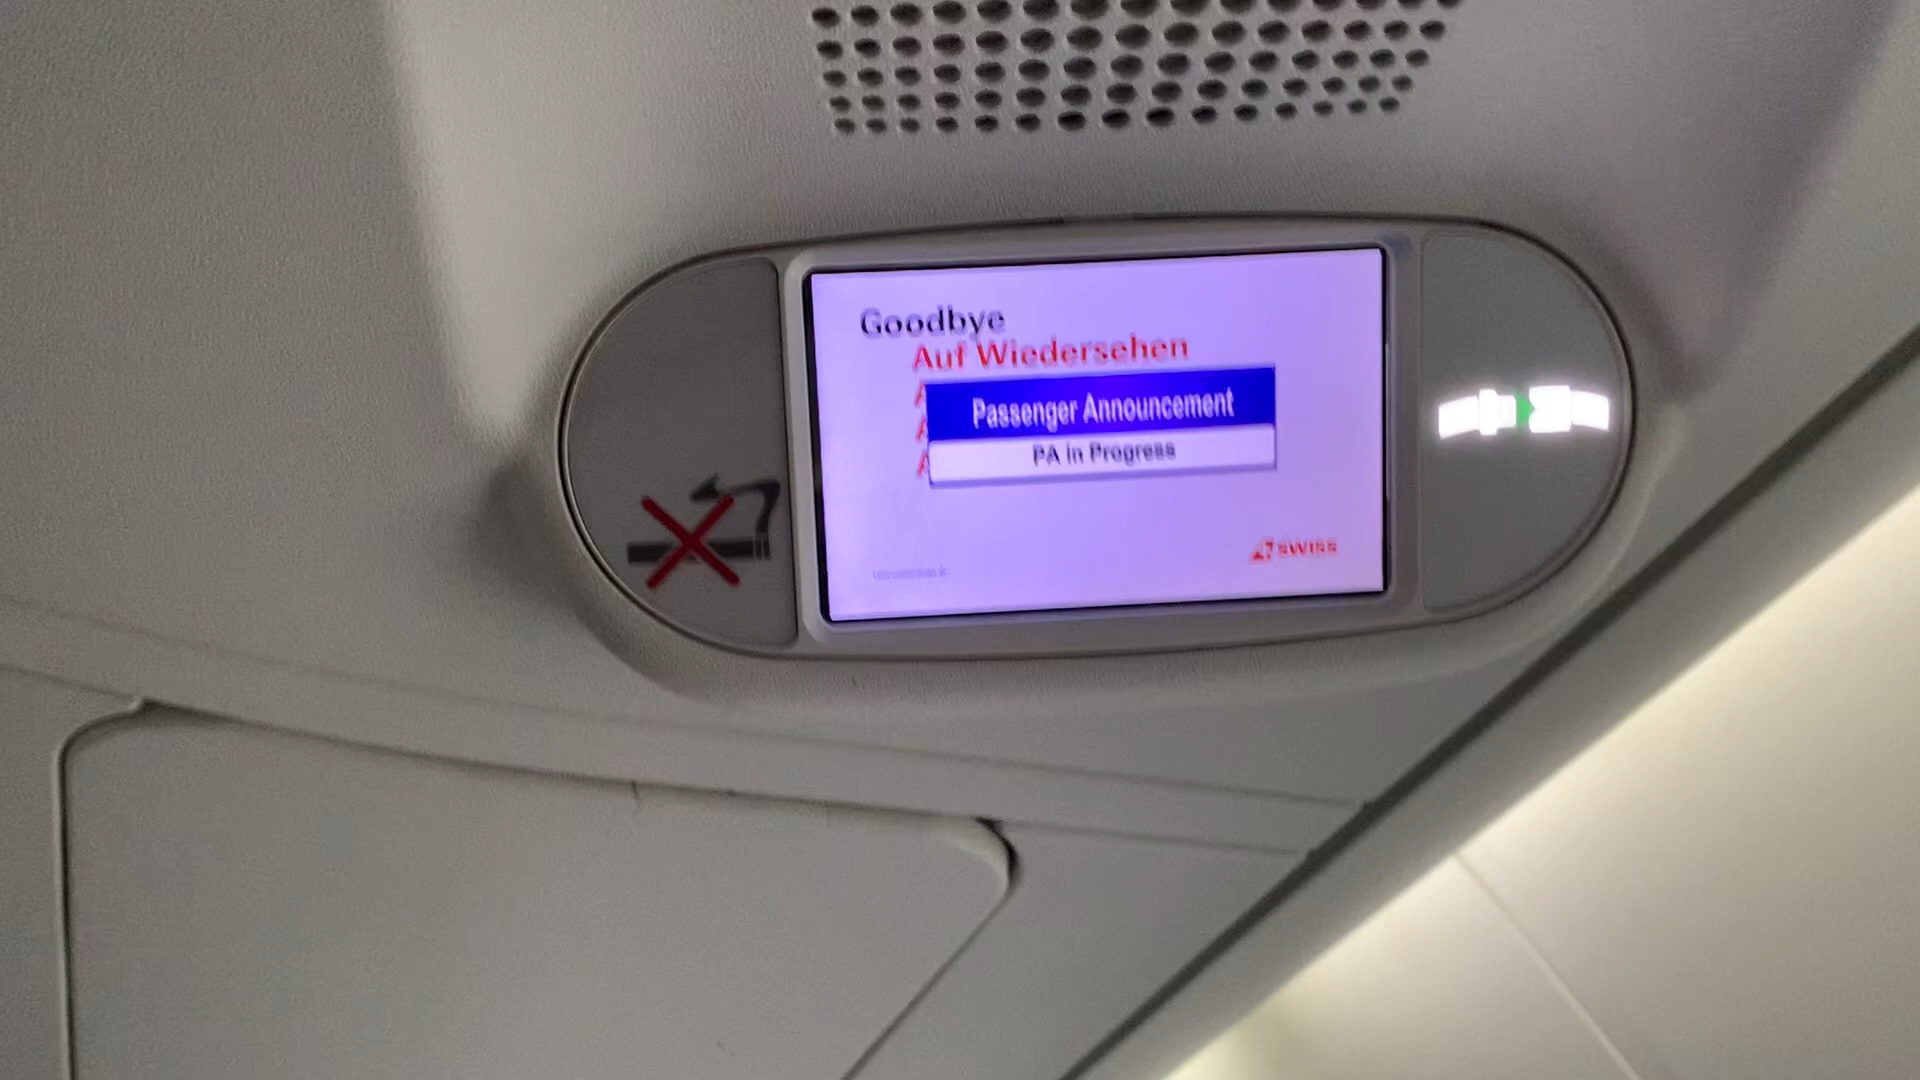 Goodbye
Auf Wiedersehen
A
A
A
Passenger Announcement
PA in Progress
SWISS